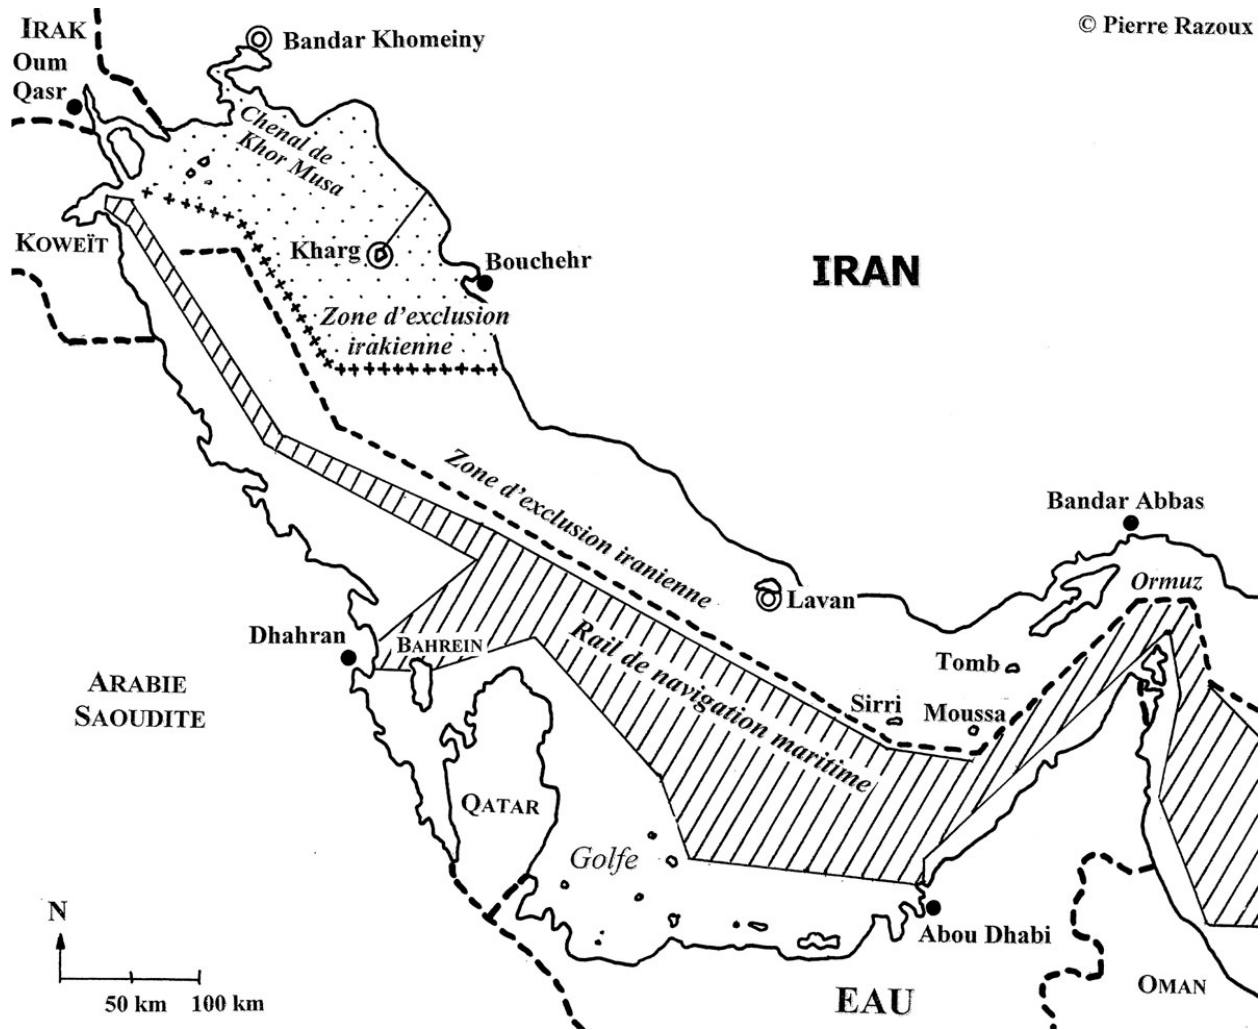 © Pierre Razoux
IRAK
Bandar Khomeiny
Oum
Qasr
Chenal de
Khor Musa
KOWEÏT
Kharg
Bouchehr
IRAN
Zone d'exclusion
irakienne
Zone d'exclusion iranienne
Bandar Abbas
Lavan
Ormuz
Dhahran
BAHREIN
Rail de navigation maritime
Tomb
Sirri
Moussa
ARABIE
SAOUDITE
QATAR
Golfe
N
Abou Dhabi
OMAN
50 km 100 km
EAU